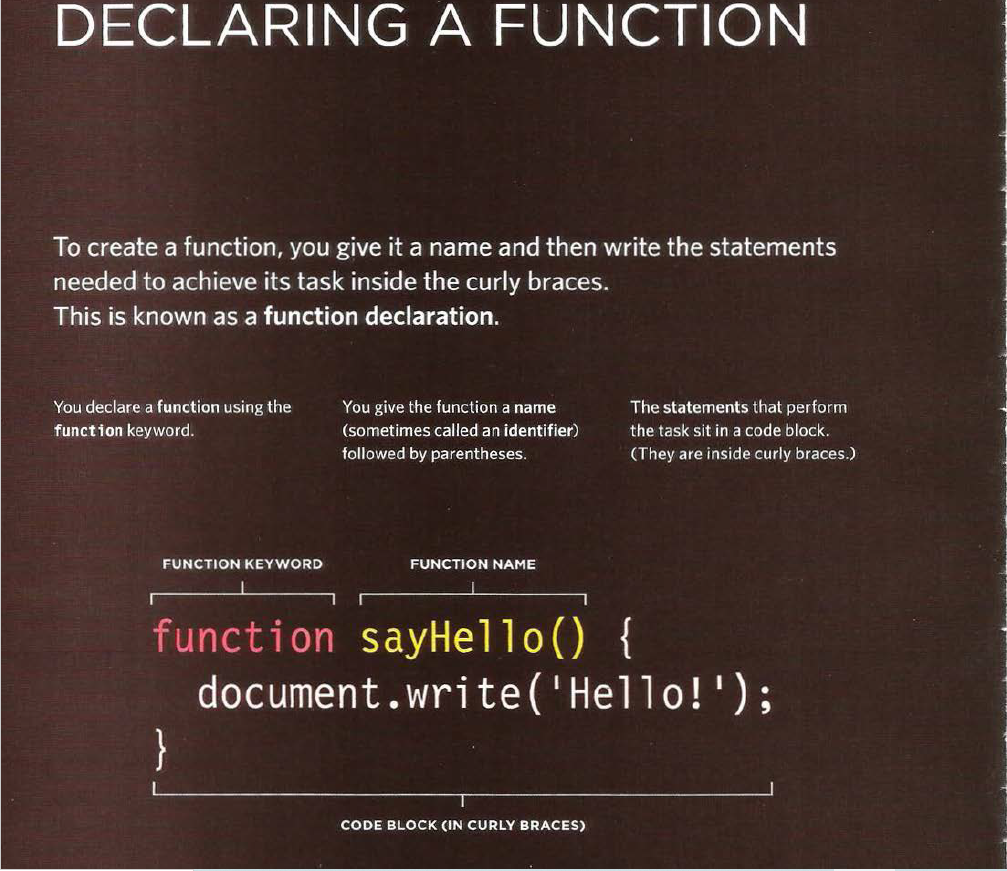 DECLARING A FUNCTION
To create a function, you give it a name and then write the statements
needed to achieve its task inside the curly braces.
This is known as a function declaration.
You declare a function using the
function keyword.
You give the function a name
(sometimes called an identifier)
followed by parentheses.
The statements that perform
the task sit in a code block.
(They are inside curly braces.)
FUNCTION KEYWORD
FUNCTION NAME
function sayHello() {
document.write('Hello!');
}
CODE BLOCK (IN CURLY BRACES)